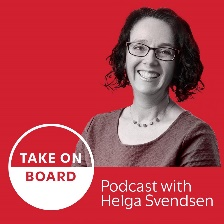 TAKE ON
BOARD
Podcast with
Helga Svendsen